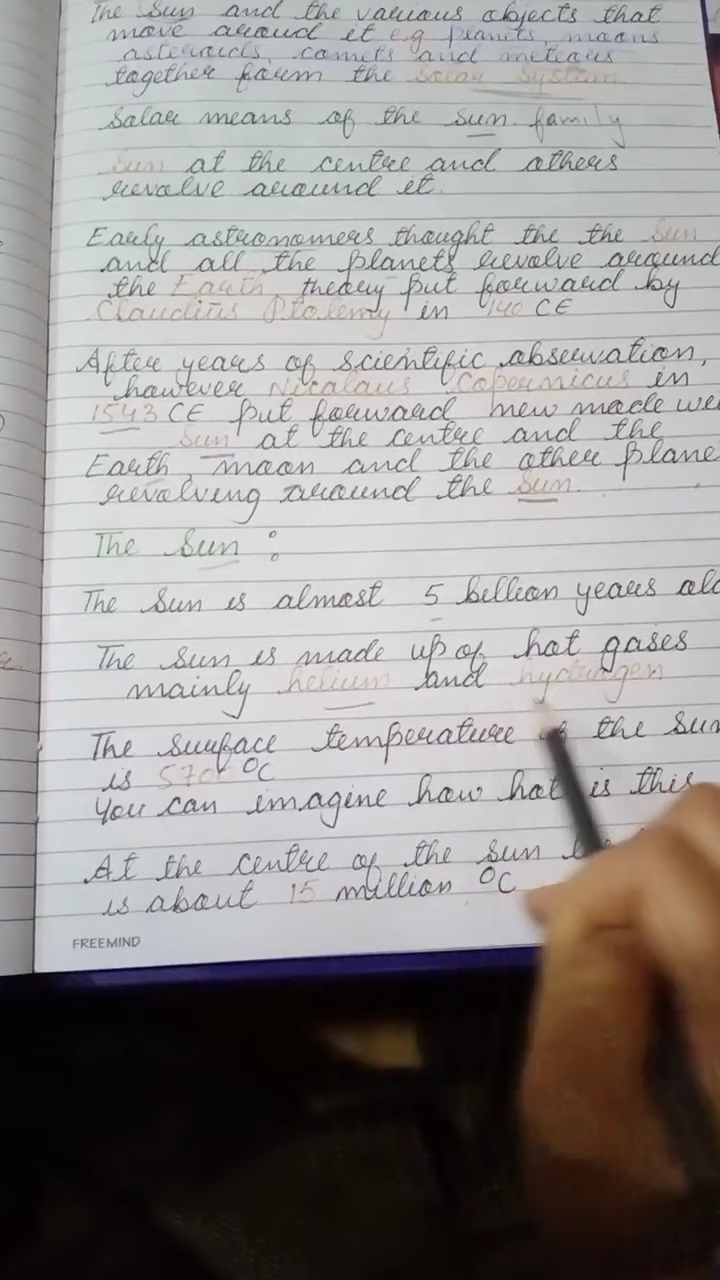 The Sun and the various objects that
move around it e.g planets, moons
asteroids, comets and meteors
together form the Solar System
Solar means of the sun family
Sun at the centre and others
revolve around it.
Early astronomers thought the the Sun
and all the planets revolve around
the Earth theory put forward by
Claudius Ptolemy in 140 CE
After years of scientific observation,
however Nicolaus Copernicus in
1543 CE put forward new made we
Sun at the centre and the
Earth, moon and the other plane
revolving around the sun.
The Sun :
The Sun is almost 5 billion years old
The Sun is made up of hot gases
mainly helium and hydrogen
The surface temperature of the Sun
is °C
You can imagine how hot is this
At the centre of the Sun
is about 15 million °C
FREEMIND